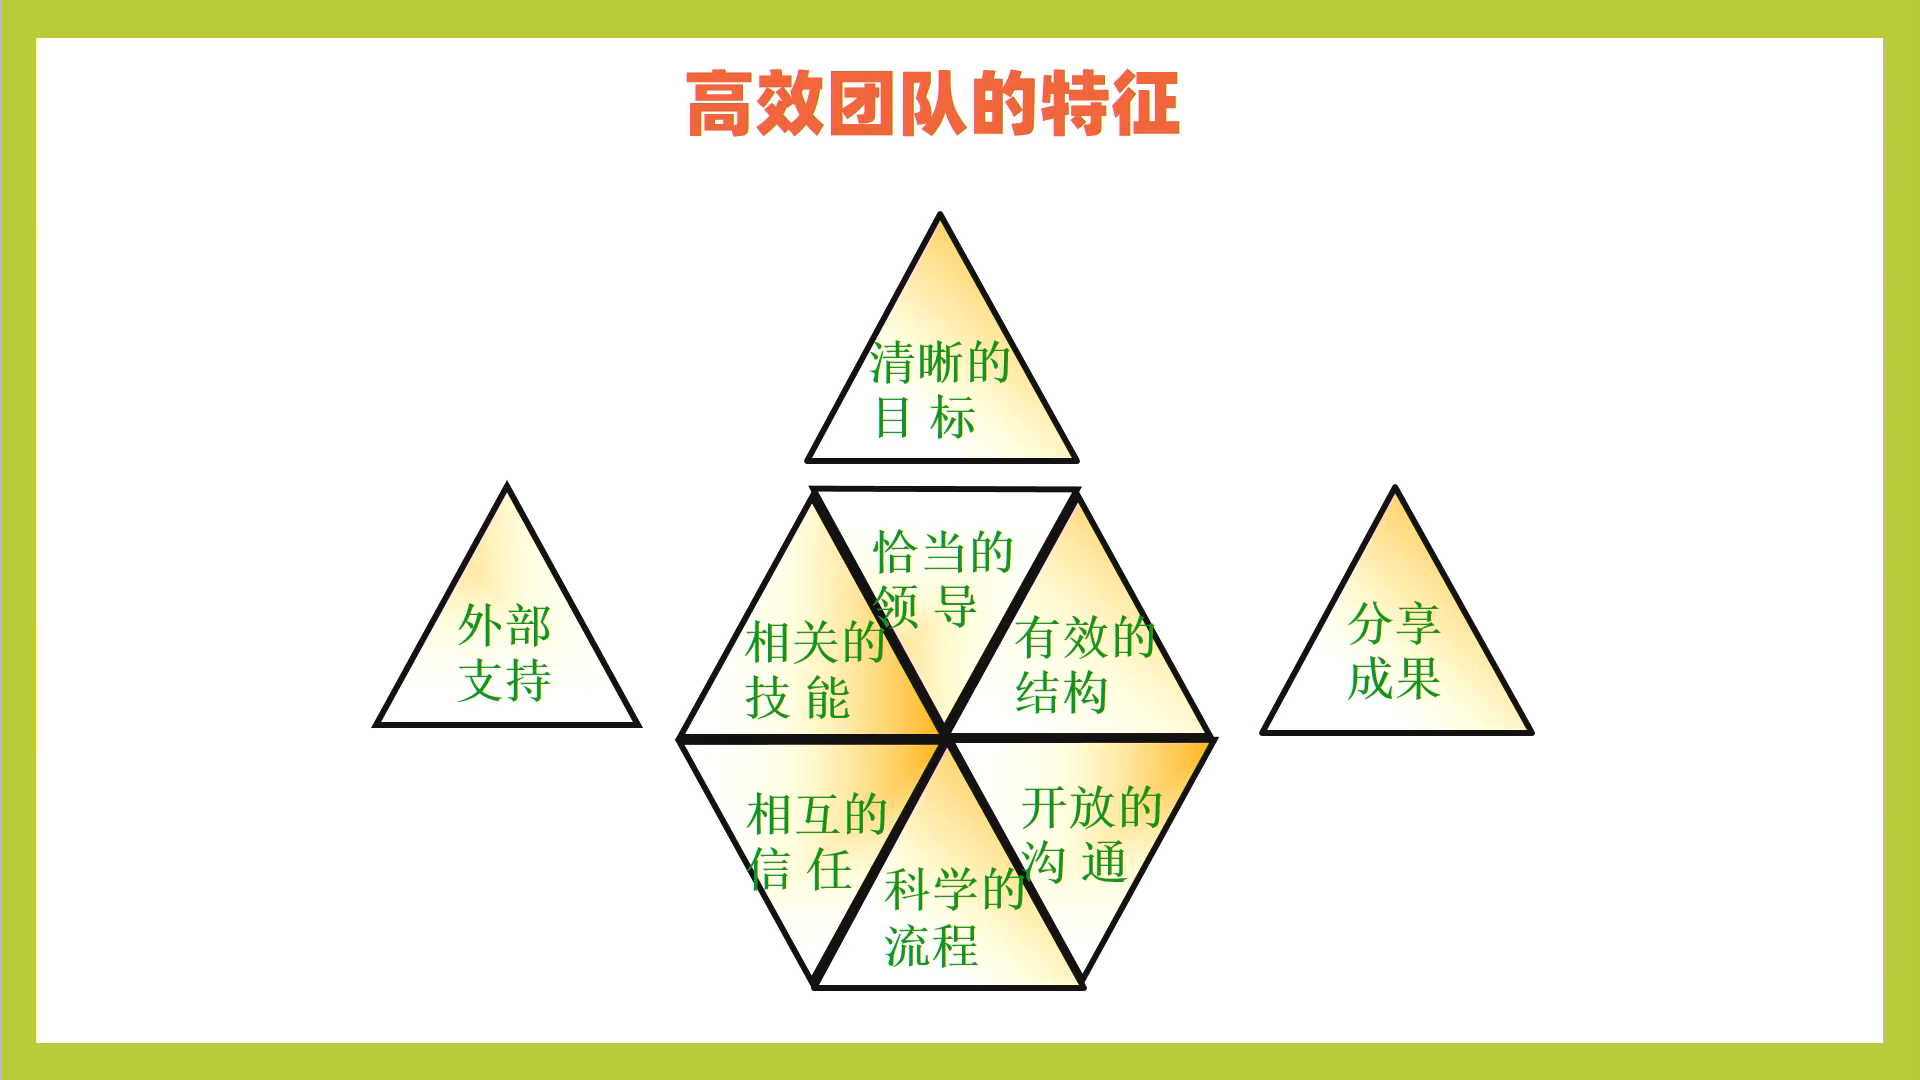 高效团队的特征
清晰的
目 标
外部
支持
相关的
技 能
恰当的
领 导
有效的
结构
分享
成果
相互的
信 任
科学的
流程
开放的
沟 通